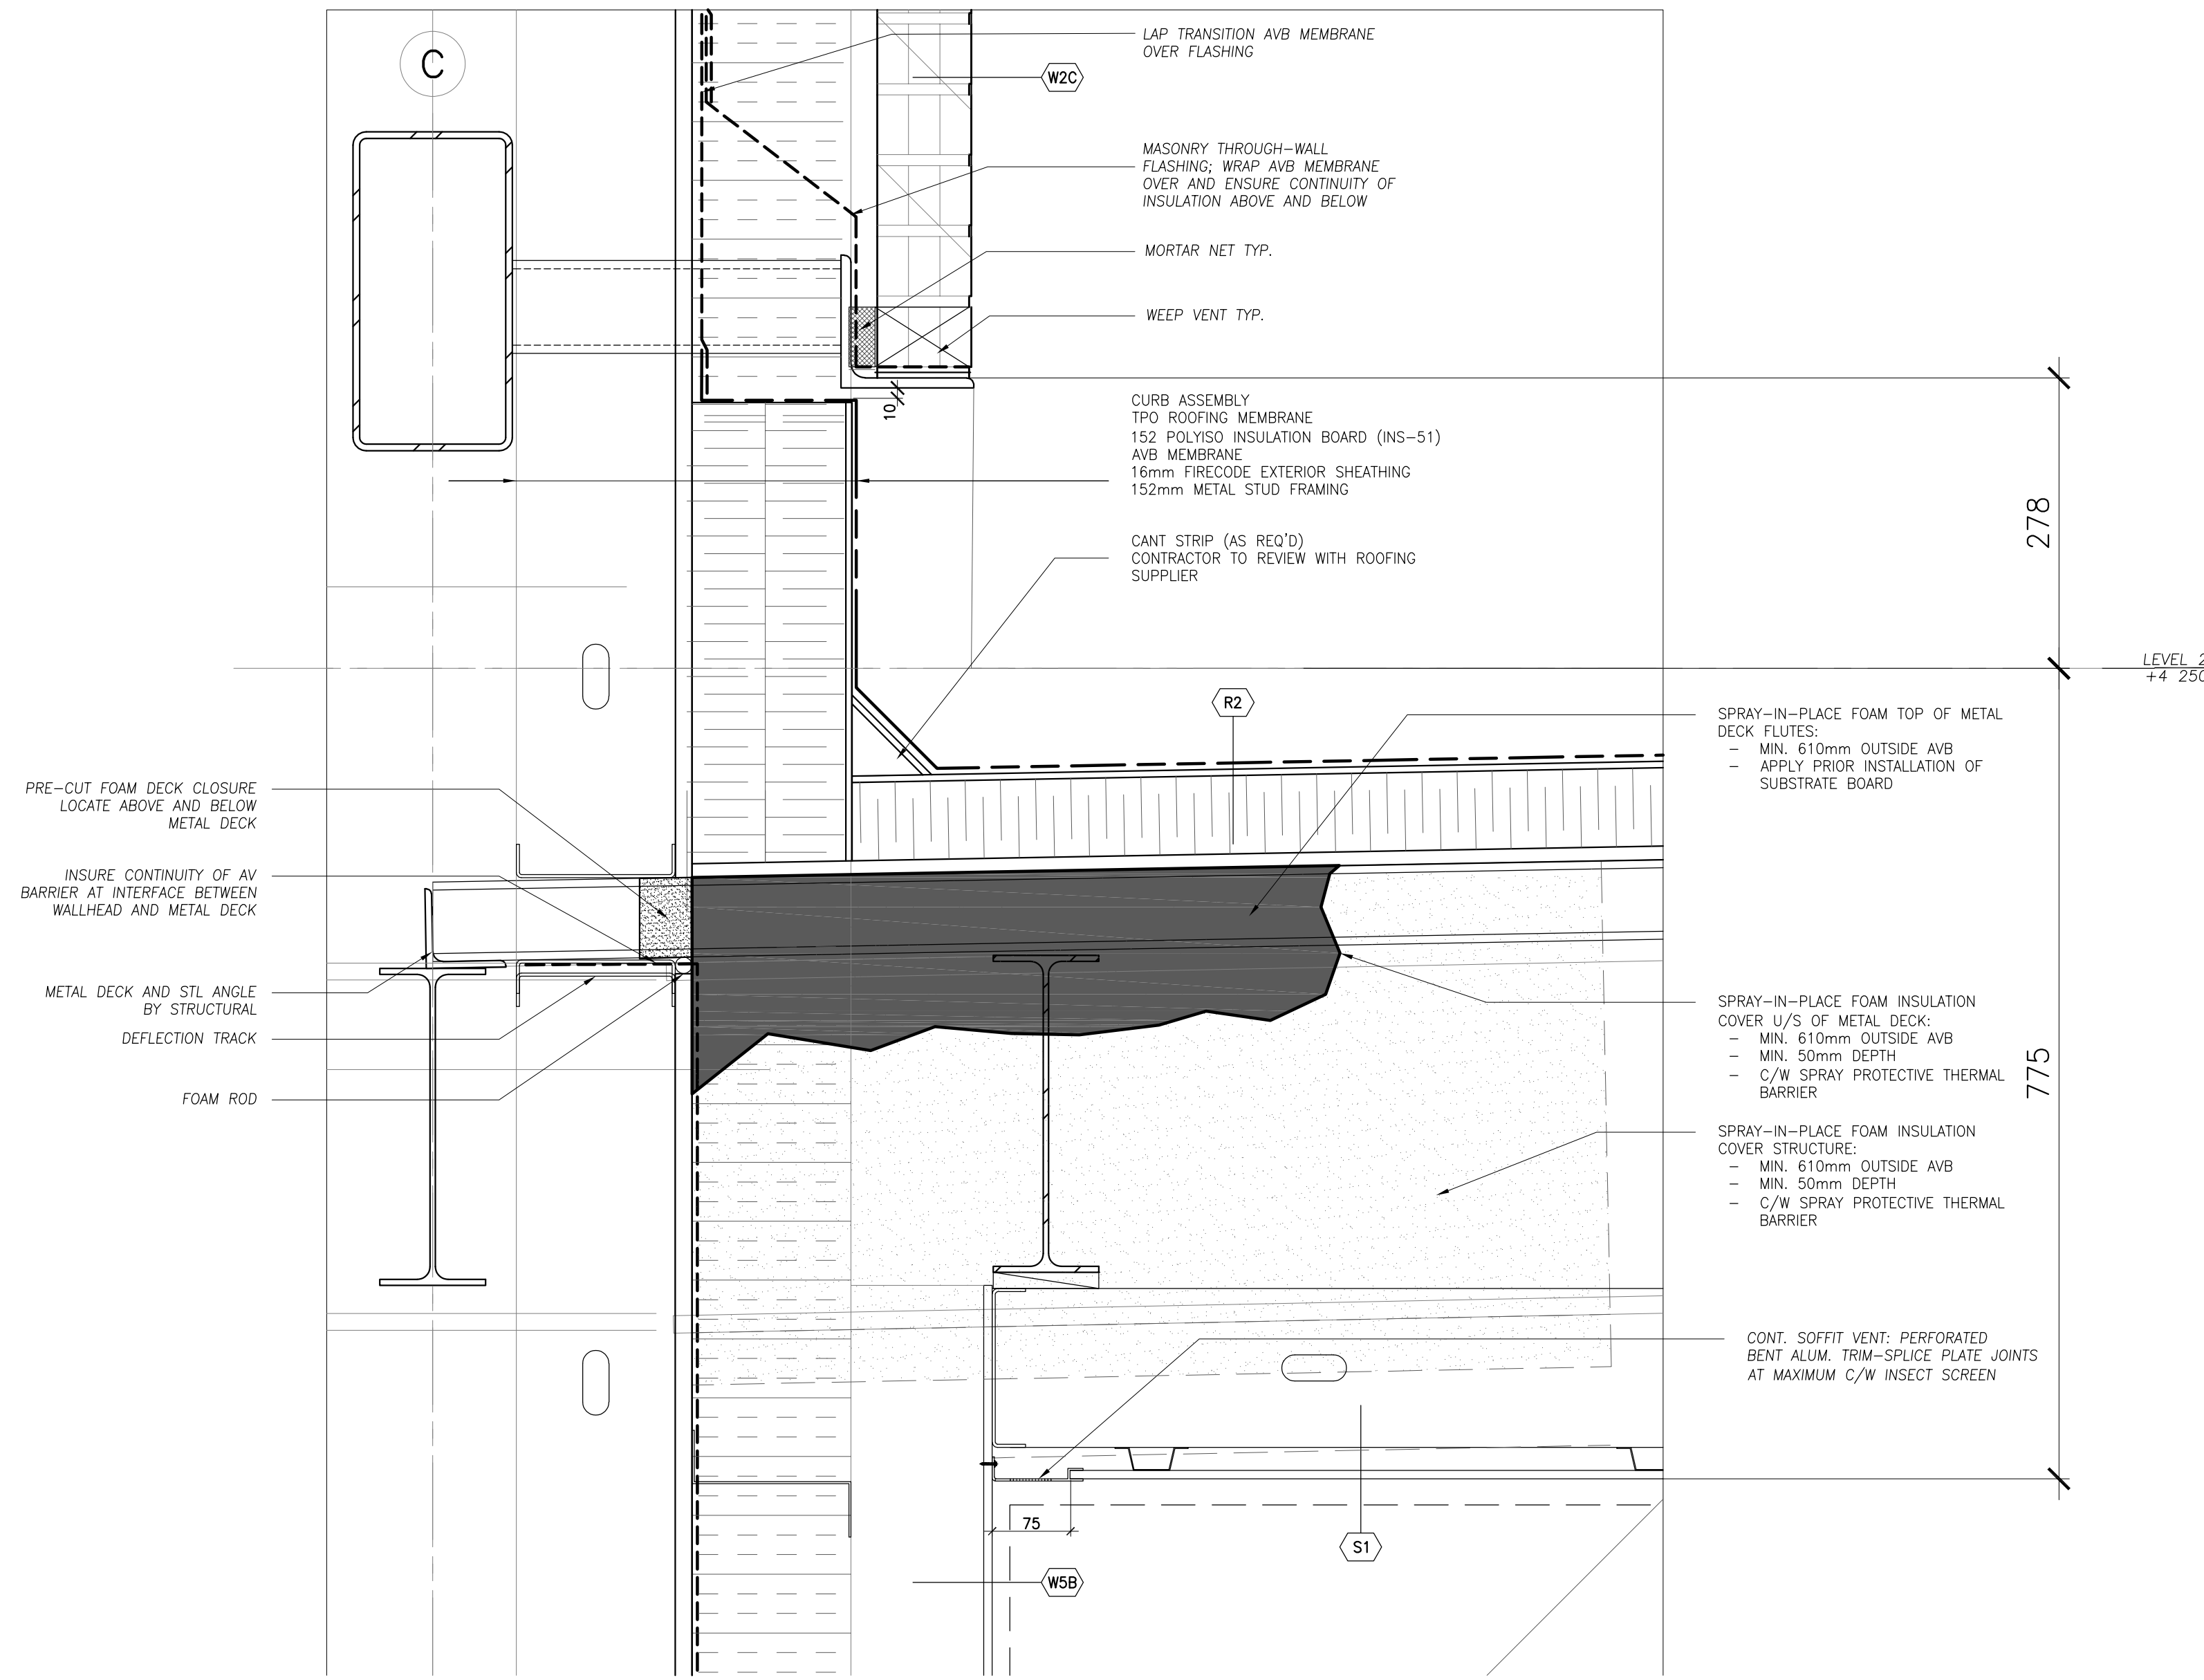 C
LAP TRANSITION AVB MEMBRANE
OVER FLASHING
W2C
MASONRY THROUGH-WALL
FLASHING; WRAP AVB MEMBRANE
OVER AND ENSURE CONTINUITY OF
INSULATION ABOVE AND BELOW
MORTAR NET TYP.
WEEP VENT TYP.
10
CURB ASSEMBLY
TPO ROOFING MEMBRANE
152 POLYISO INSULATION BOARD (INS-51)
AVB MEMBRANE
16mm FIRECODE EXTERIOR SHEATHING
152mm METAL STUD FRAMING
278
CANT STRIP (AS REQ'D)
CONTRACTOR TO REVIEW WITH ROOFING
SUPPLIER
LEVEL 2
+4 250
R2
SPRAY-IN-PLACE FOAM TOP OF METAL
DECK FLUTES:
- MIN. 610mm OUTSIDE AVB
- APPLY PRIOR INSTALLATION OF
SUBSTRATE BOARD
PRE-CUT FOAM DECK CLOSURE
LOCATE ABOVE AND BELOW
METAL DECK
INSURE CONTINUITY OF AV
BARRIER AT INTERFACE BETWEEN
WALLHEAD AND METAL DECK
METAL DECK AND STL ANGLE
BY STRUCTURAL
DEFLECTION TRACK
FOAM ROD
SPRAY-IN-PLACE FOAM INSULATION
COVER U/S OF METAL DECK:
- MIN. 610mm OUTSIDE AVB
- MIN. 50mm DEPTH
- C/W SPRAY PROTECTIVE THERMAL
BARRIER
775
SPRAY-IN-PLACE FOAM INSULATION
COVER STRUCTURE:
- MIN. 610mm OUTSIDE AVB
- MIN. 50mm DEPTH
- C/W SPRAY PROTECTIVE THERMAL
BARRIER
CONT. SOFFIT VENT: PERFORATED
BENT ALUM. TRIM-SPLICE PLATE JOINTS
AT MAXIMUM C/W INSECT SCREEN
75
S1
W5B